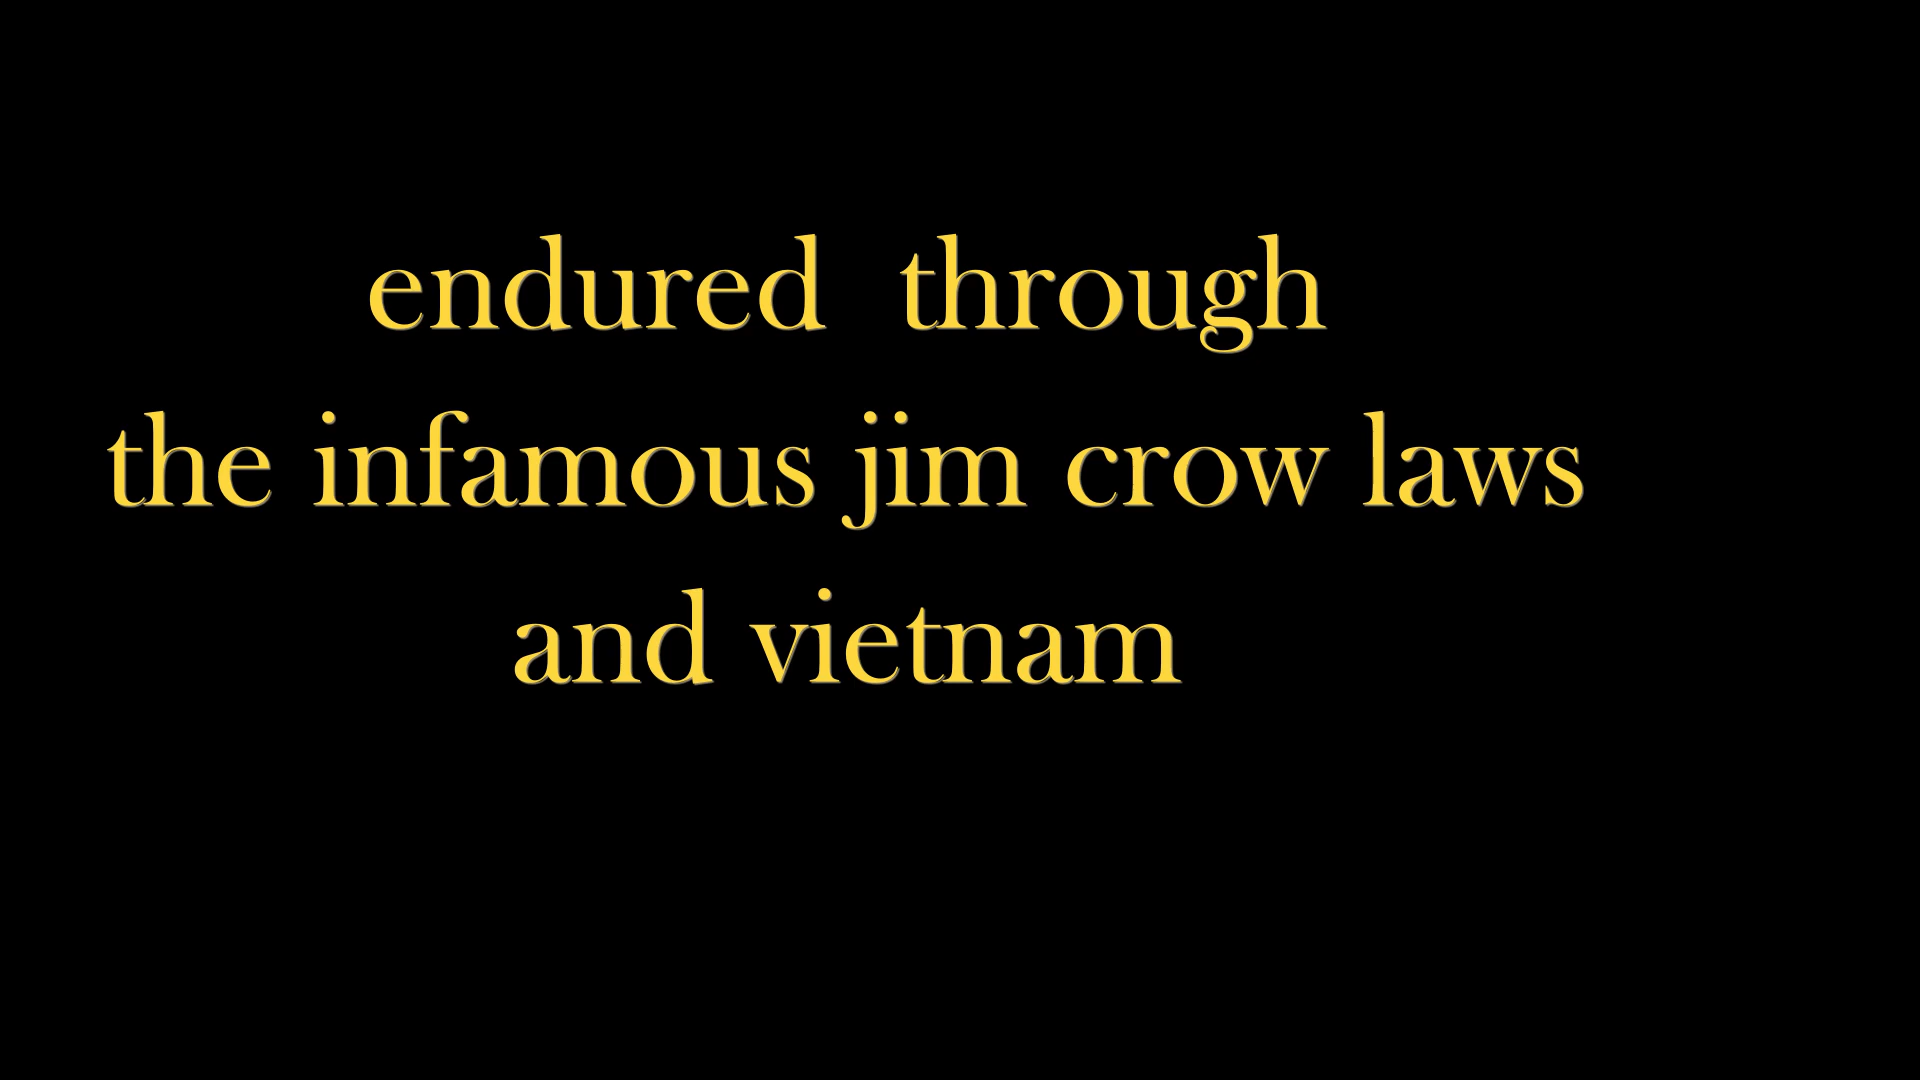 endured  through
the infamous jim crow laws
and vietnam